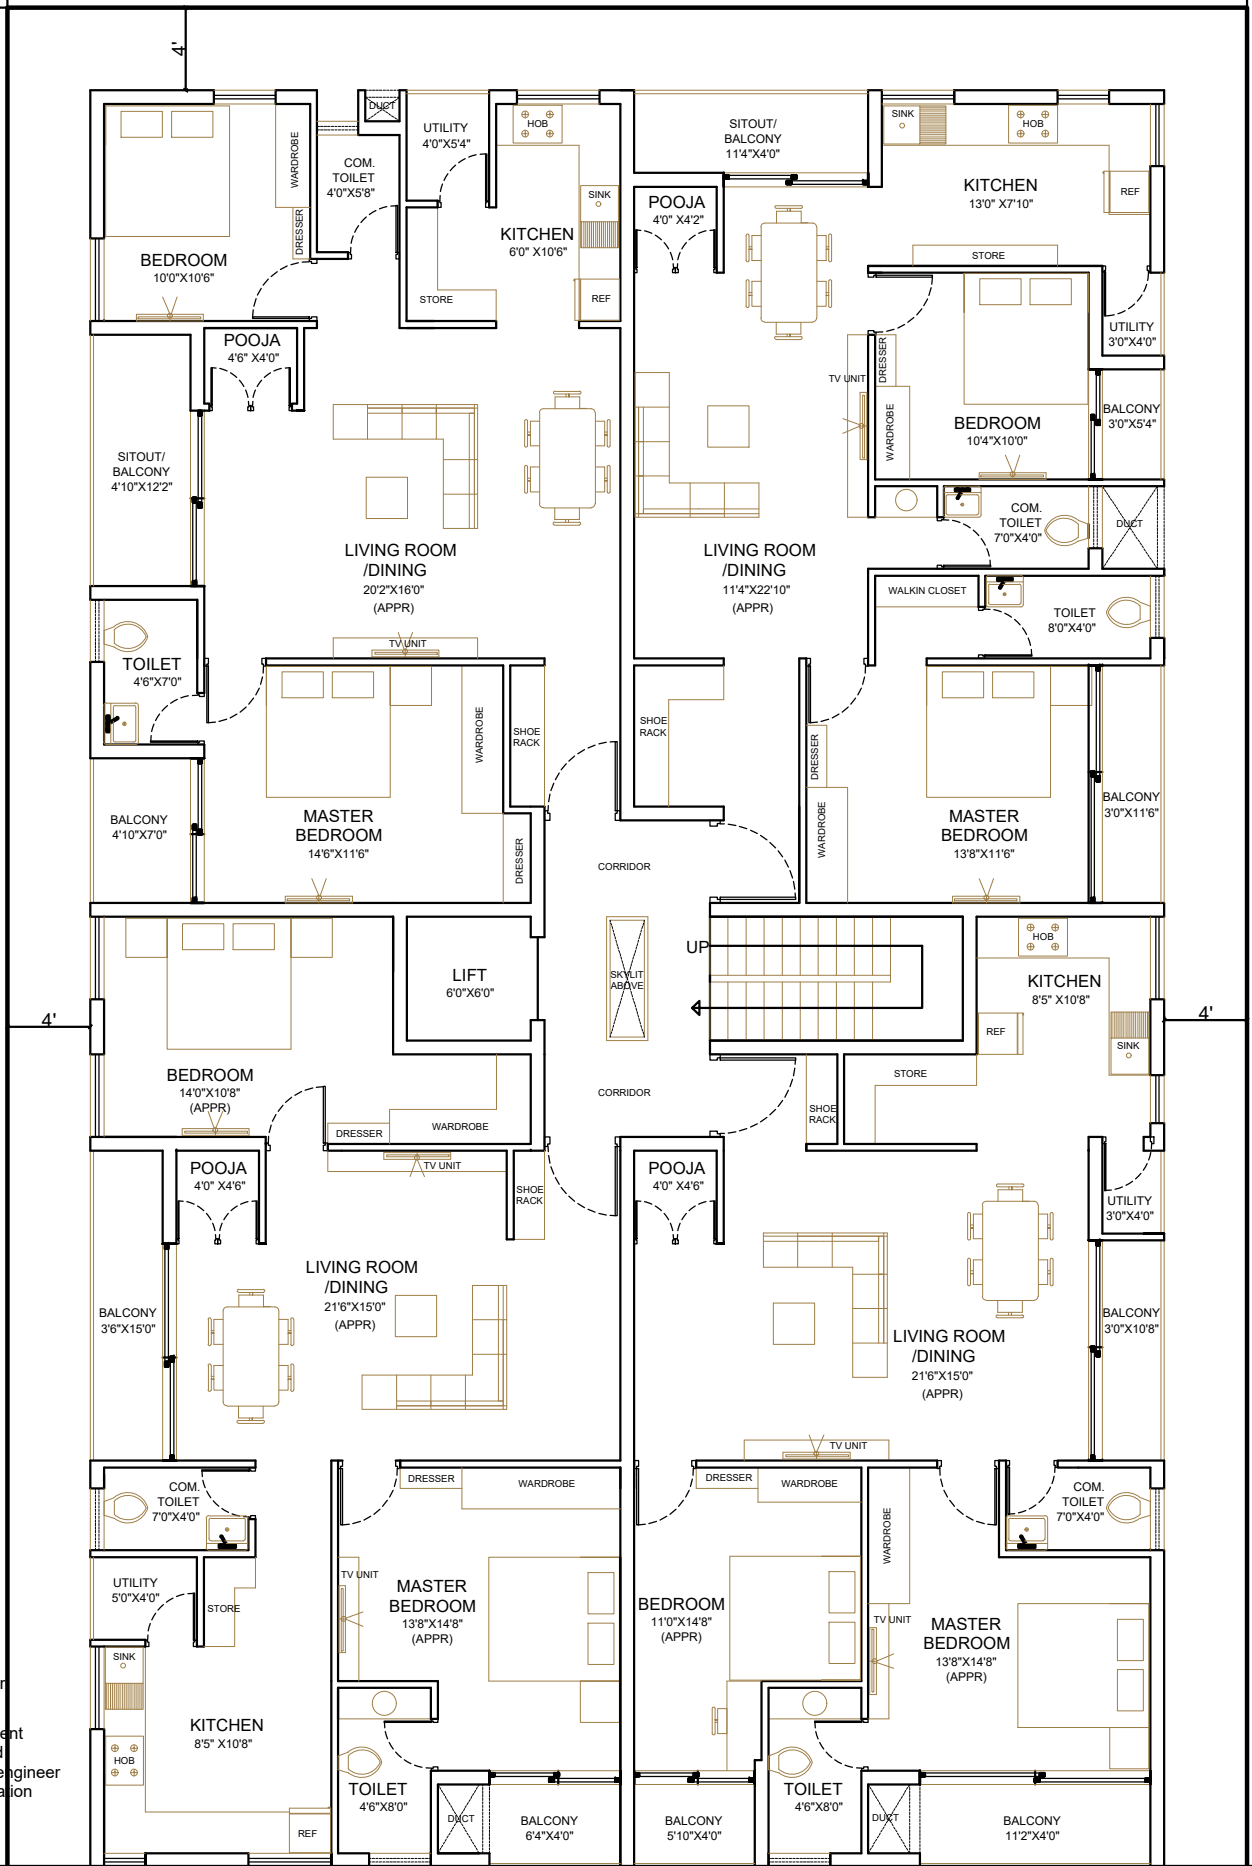 4'
BEDROOM
10'0"X10'6"
WARDROBE
DRESSER
COM.
TOILET
4'0"X5'8"
DUCT
UTILITY
4'0"X5'4"
HOB
SINK
KITCHEN
6'0" X10'6"
STORE
REF
SITOUT/
BALCONY
11'4"X4'0"
POOJA
4'0" X4'2"
SINK
HOB
KITCHEN
13'0" X7'10"
REF
STORE
UTILITY
3'0"X4'0"
POOJA
4'6" X4'0"
SITOUT/
BALCONY
4'10"X12'2"
LIVING ROOM
/DINING
20'2"X16'0"
(APPR)
TV UNIT
TV UNIT
DRESSER
WARDROBE
BEDROOM
10'4"X10'0"
BALCONY
3'0"X5'4"
LIVING ROOM
/DINING
11'4"X22'10"
(APPR)
COM.
TOILET
7'0"X4'0"
DUCT
WALKIN CLOSET
TOILET
8'0"X4'0"
TOILET
4'6"X7'0"
BALCONY
4'10"X7'0"
MASTER
BEDROOM
14'6"X11'6"
WARDROBE
DRESSER
SHOE
RACK
SHOE
RACK
DRESSER
WARDROBE
MASTER
BEDROOM
13'8"X11'6"
BALCONY
3'0"X11'6"
CORRIDOR
UP
SKYLIT
ABOVE
LIFT
6'0"X6'0"
4'
4'
BEDROOM
14'0"X10'8"
(APPR)
DRESSER
WARDROBE
CORRIDOR
HOB
KITCHEN
8'5" X10'8"
REF
SINK
STORE
SHOE
RACK
POOJA
4'0" X4'6"
TV UNIT
SHOE
RACK
POOJA
4'0" X4'6"
UTILITY
3'0"X4'0"
BALCONY
3'6"X15'0"
LIVING ROOM
/DINING
21'6"X15'0"
(APPR)
LIVING ROOM
/DINING
21'6"X15'0"
(APPR)
BALCONY
3'0"X10'8"
TV UNIT
COM.
TOILET
7'0"X4'0"
DRESSER
WARDROBE
DRESSER
WARDROBE
WARDROBE
COM.
TOILET
7'0"X4'0"
UTILITY
5'0"X4'0"
STORE
TV UNIT
MASTER
BEDROOM
13'8"X14'8"
(APPR)
BEDROOM
11'0"X14'8"
(APPR)
TV UNIT
MASTER
BEDROOM
13'8"X14'8"
(APPR)
SINK
KITCHEN
8'5" X10'8"
HOB
REF
TOILET
4'6"X8'0"
DUCT
BALCONY
6'4"X4'0"
BALCONY
5'10"X4'0"
TOILET
4'6"X8'0"
DUCT
BALCONY
11'2"X4'0"